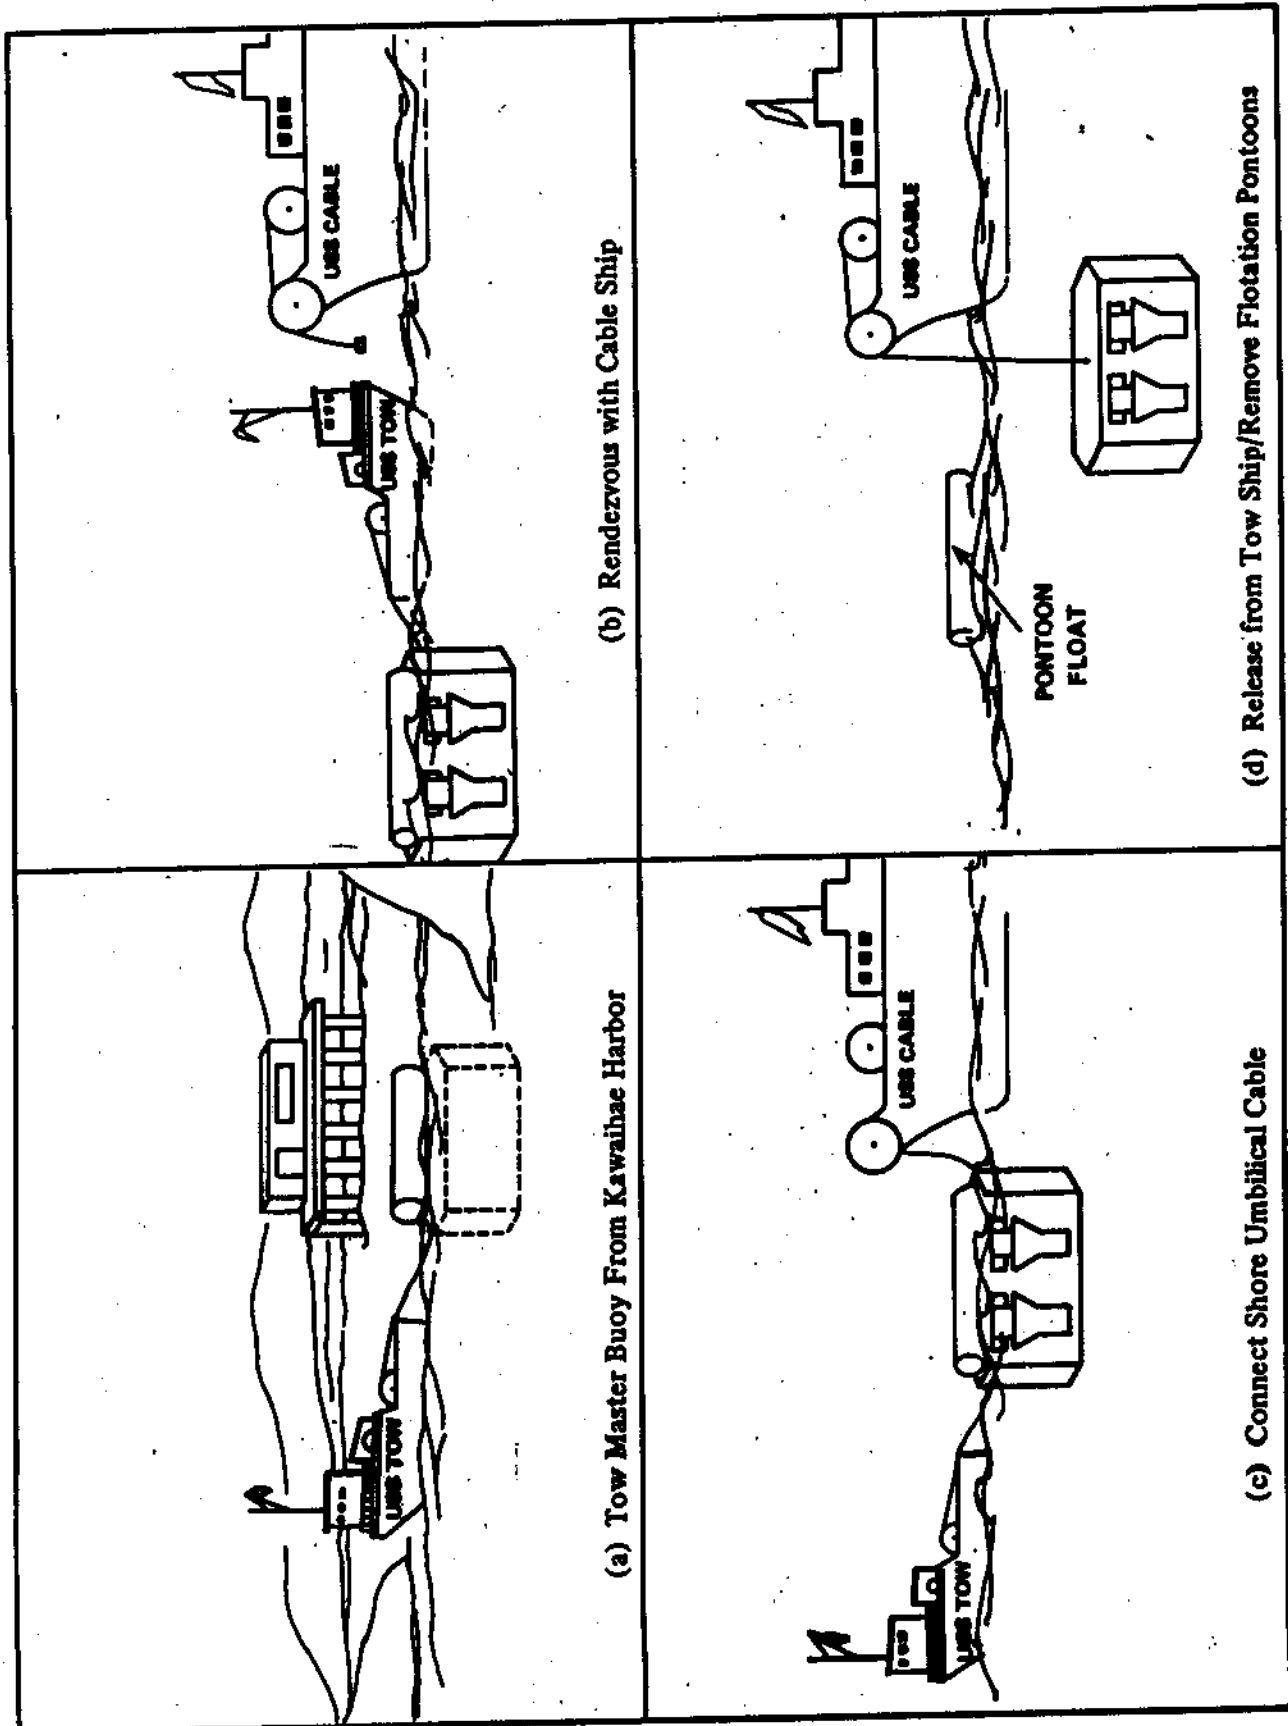 USS TOW
(a) Tow Master Buoy From Kawaihae Harbor
USS CABLE
USS TOW
(b) Rendezvous with Cable Ship
USS CABLE
USS TOW
(c) Connect Shore Umbilical Cable
USS CABLE
PONTOON
FLOAT
(d) Release from Tow Ship/Remove Flotation Pontoons